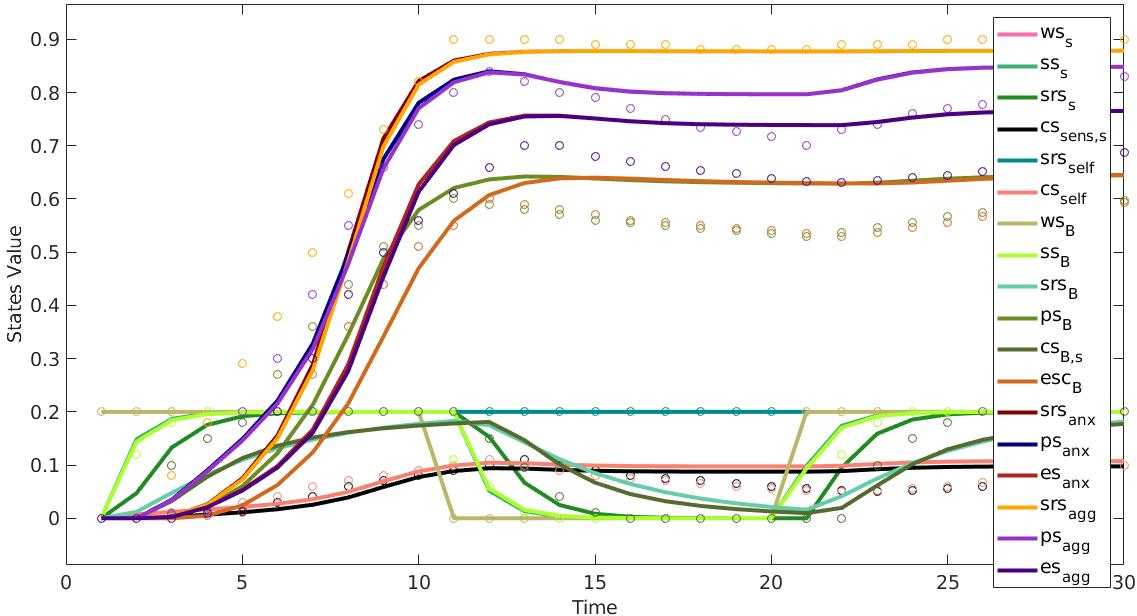 States Value
0.9
0.8
0.7
0.6
0.5
0.4
0.3
0.2
0.1
0
0 5 10 15 20 25 30
Time
ws_s
ss_s
srs_s
cs_sens,s
srs_self
cs_self
ws_B
ss_B
srs_B
ps_B
cs_B,s
esc_B
srs_anx
ps_anx
es_anx
srs_agg
ps_agg
es_agg